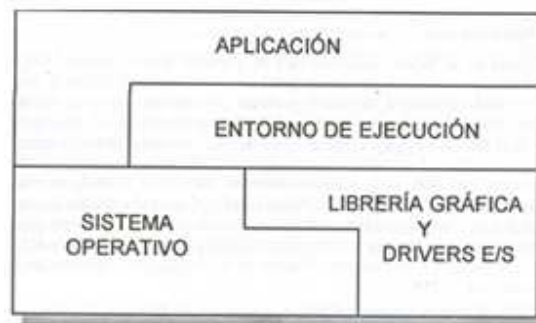 APLICACIÓN
ENTORNO DE EJECUCIÓN
SISTEMA
OPERATIVO
LIBRERÍA GRÁFICA
Y
DRIVERS E/S